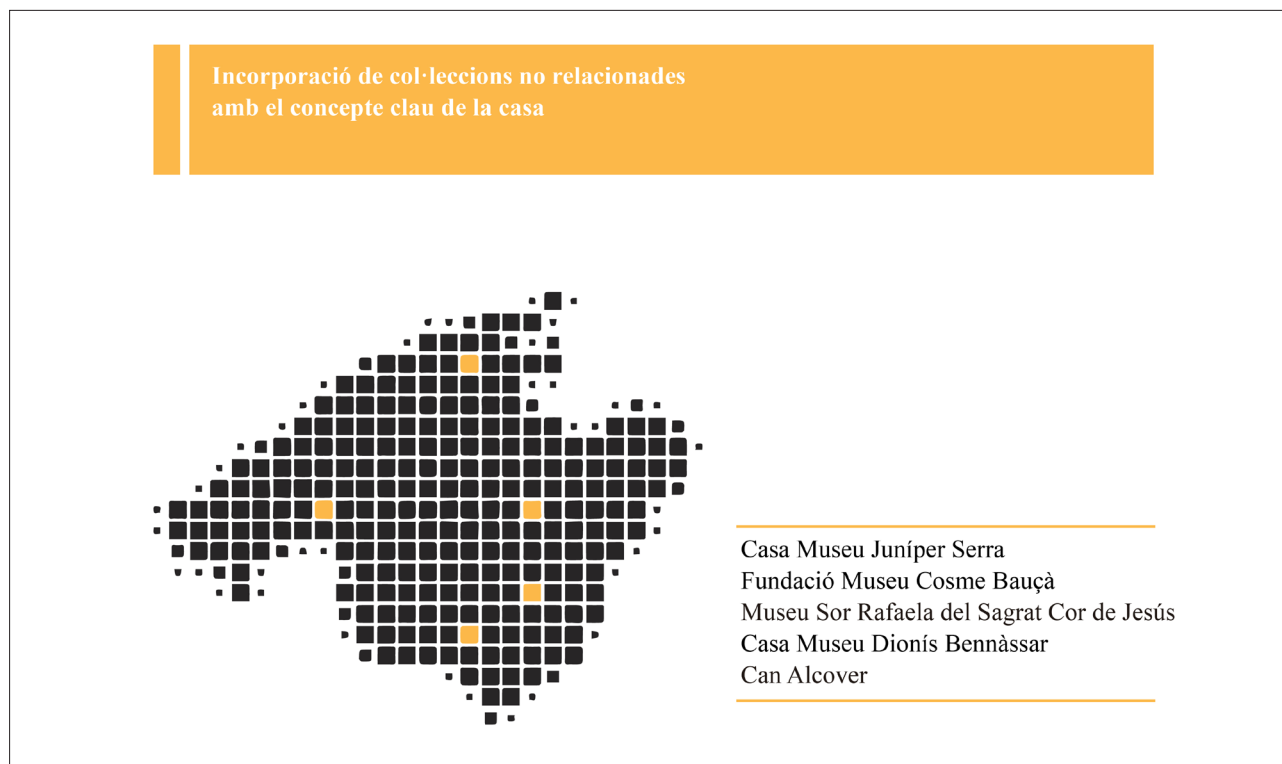 Incorporació de col·leccions no relacionades
amb el concepte clau de la casa
Casa Museu Juníper Serra
Fundació Museu Cosme Bauçà
Museu Sor Rafaela del Sagrat Cor de Jesús
Casa Museu Dionís Bennàssar
Can Alcover